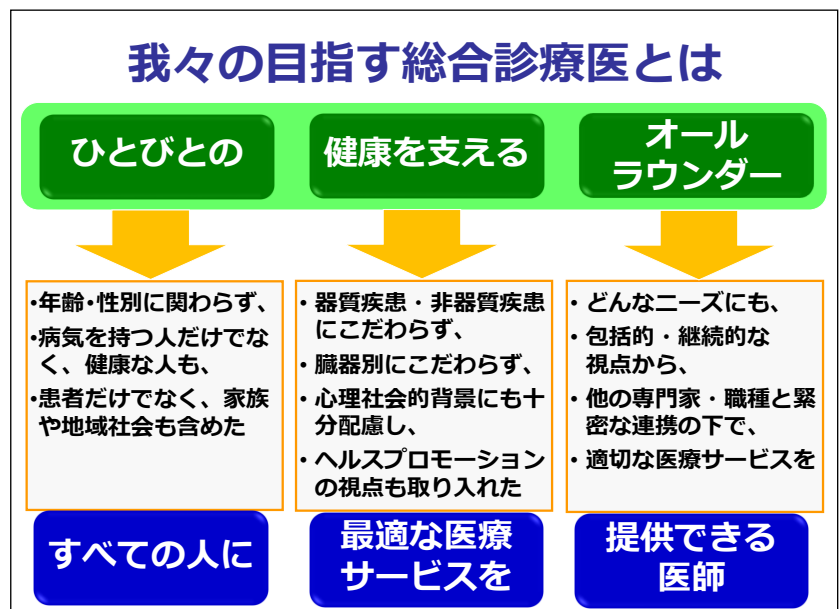 我々の目指す総合診療医とは
ひとびとの
健康を支える
オール
ラウンダー
・年齢・性別に関わらず、
・病気を持つ人だけでな
く、健康な人も、
・患者だけでなく、家族
や地域社会も含めた
・器質疾患・非器質疾患
にこだわらず、
・臓器別にこだわらず、
・心理社会的背景にも十
分配慮し、
・ヘルスプロモーション
の視点も取り入れた
・どんなニーズにも、
・包括的・継続的な
視点から、
・他の専門家・職種と緊
密な連携の下で、
・適切な医療サービスを
すべての人に
最適な医療
サービスを
提供できる
医師